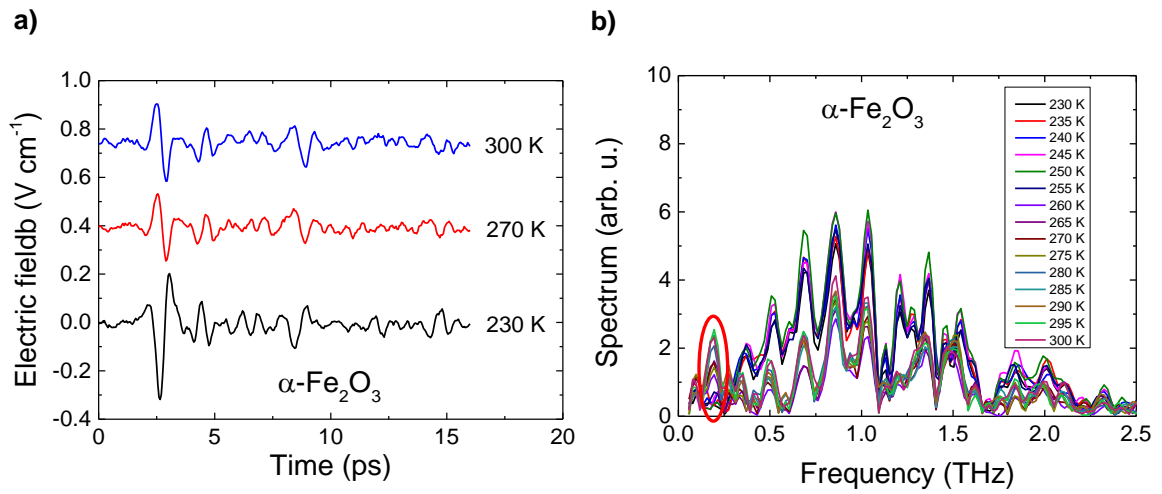 a)
Electric fieldb (V cm⁻¹)
1.0
0.8
0.6
0.4
0.2
0.0
-0.2
-0.4
300 K
270 K
230 K
α-Fe₂O₃
0
5
10
15
20
Time (ps)
b)
Spectrum (arb. u.)
10
8
6
4
2
0
α-Fe₂O₃
230 K
235 K
240 K
245 K
250 K
255 K
260 K
265 K
270 K
275 K
280 K
285 K
290 K
295 K
300 K
0.0
0.5
1.0
1.5
2.0
2.5
Frequency (THz)